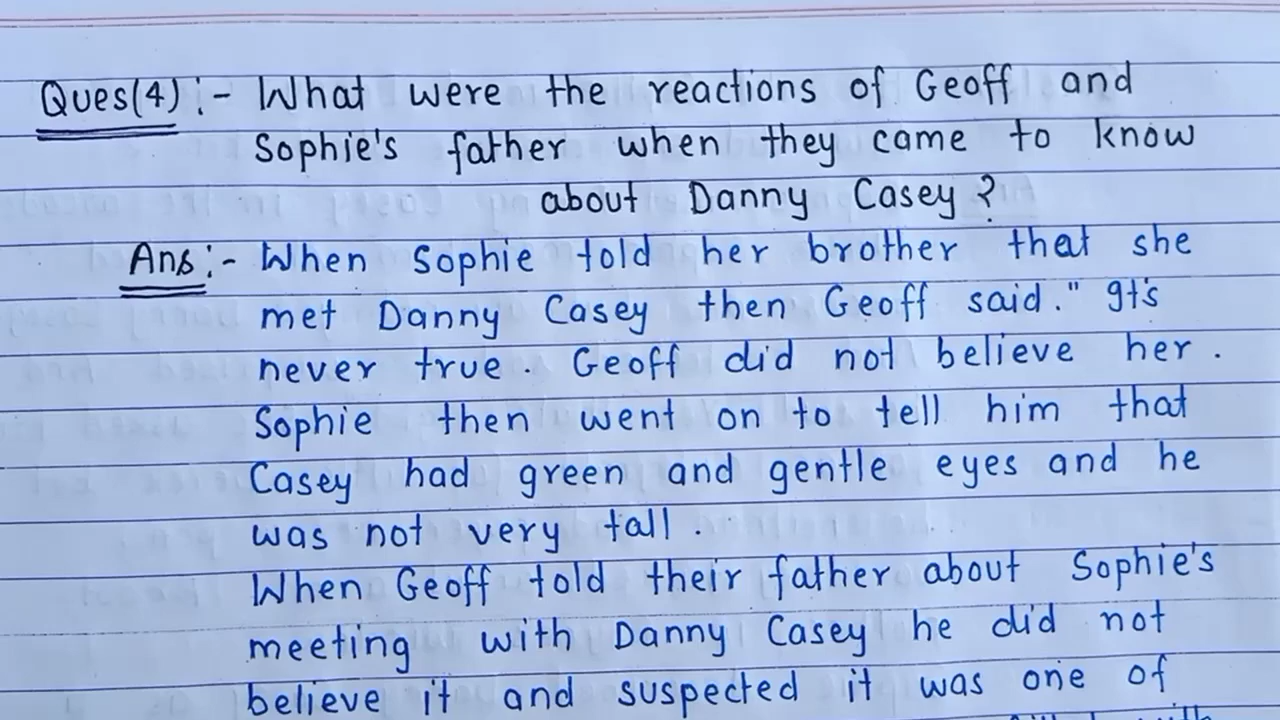 Ques(4) :- What were the reactions of Geoff and
Sophie's father when they came to know
about Danny Casey ?
Ans :- When Sophie told her brother that she
met Danny Casey then Geoff said." It's
never true. Geoff did not believe her.
Sophie then went on to tell him that
Casey had green and gentle eyes and he
was not very tall.
When Geoff told their father about Sophie's
meeting with Danny Casey he did not
believe it and suspected it was one of